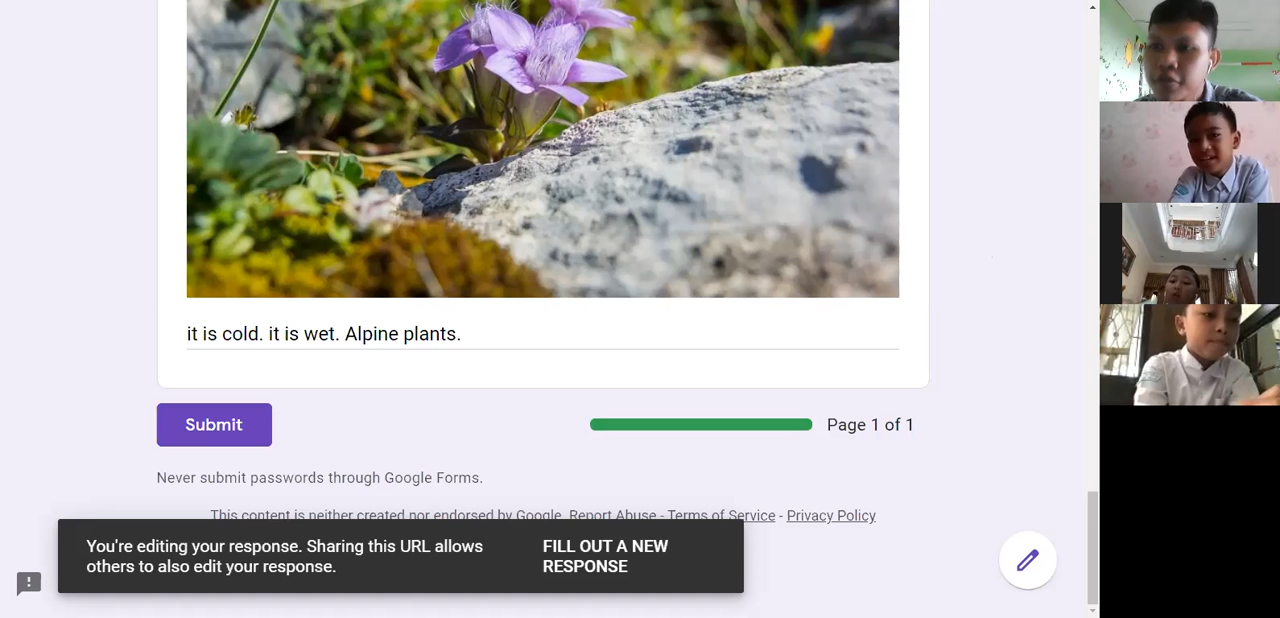 it is cold. it is wet. Alpine plants.
Submit
Page 1 of 1
Never submit passwords through Google Forms.
This content is neither created nor endorsed by Google. Report Abuse - Terms of Service - Privacy Policy
You're editing your response. Sharing this URL allows
others to also edit your response.
FILL OUT A NEW
RESPONSE